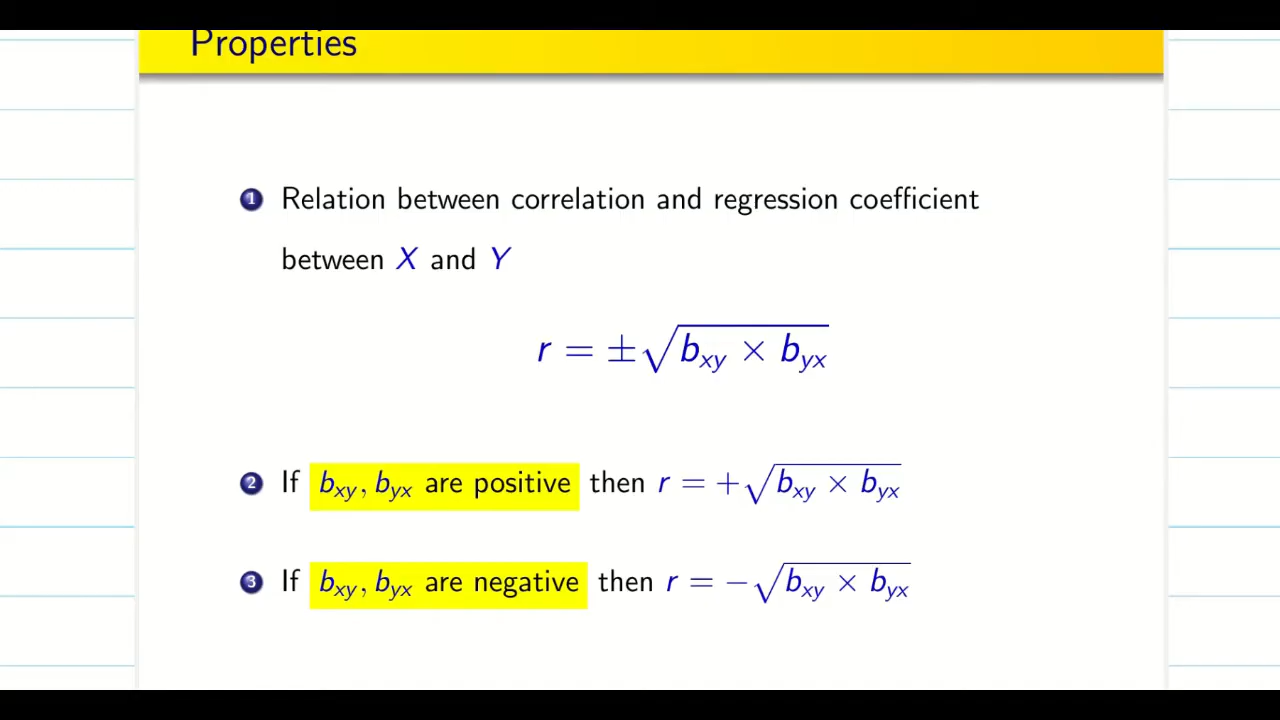 Properties
1 Relation between correlation and regression coefficient
between X and Y
r = ±√(b_xy × b_yx)
2 If b_xy, b_yx are positive then r = +√(b_xy × b_yx)
3 If b_xy, b_yx are negative then r = −√(b_xy × b_yx)